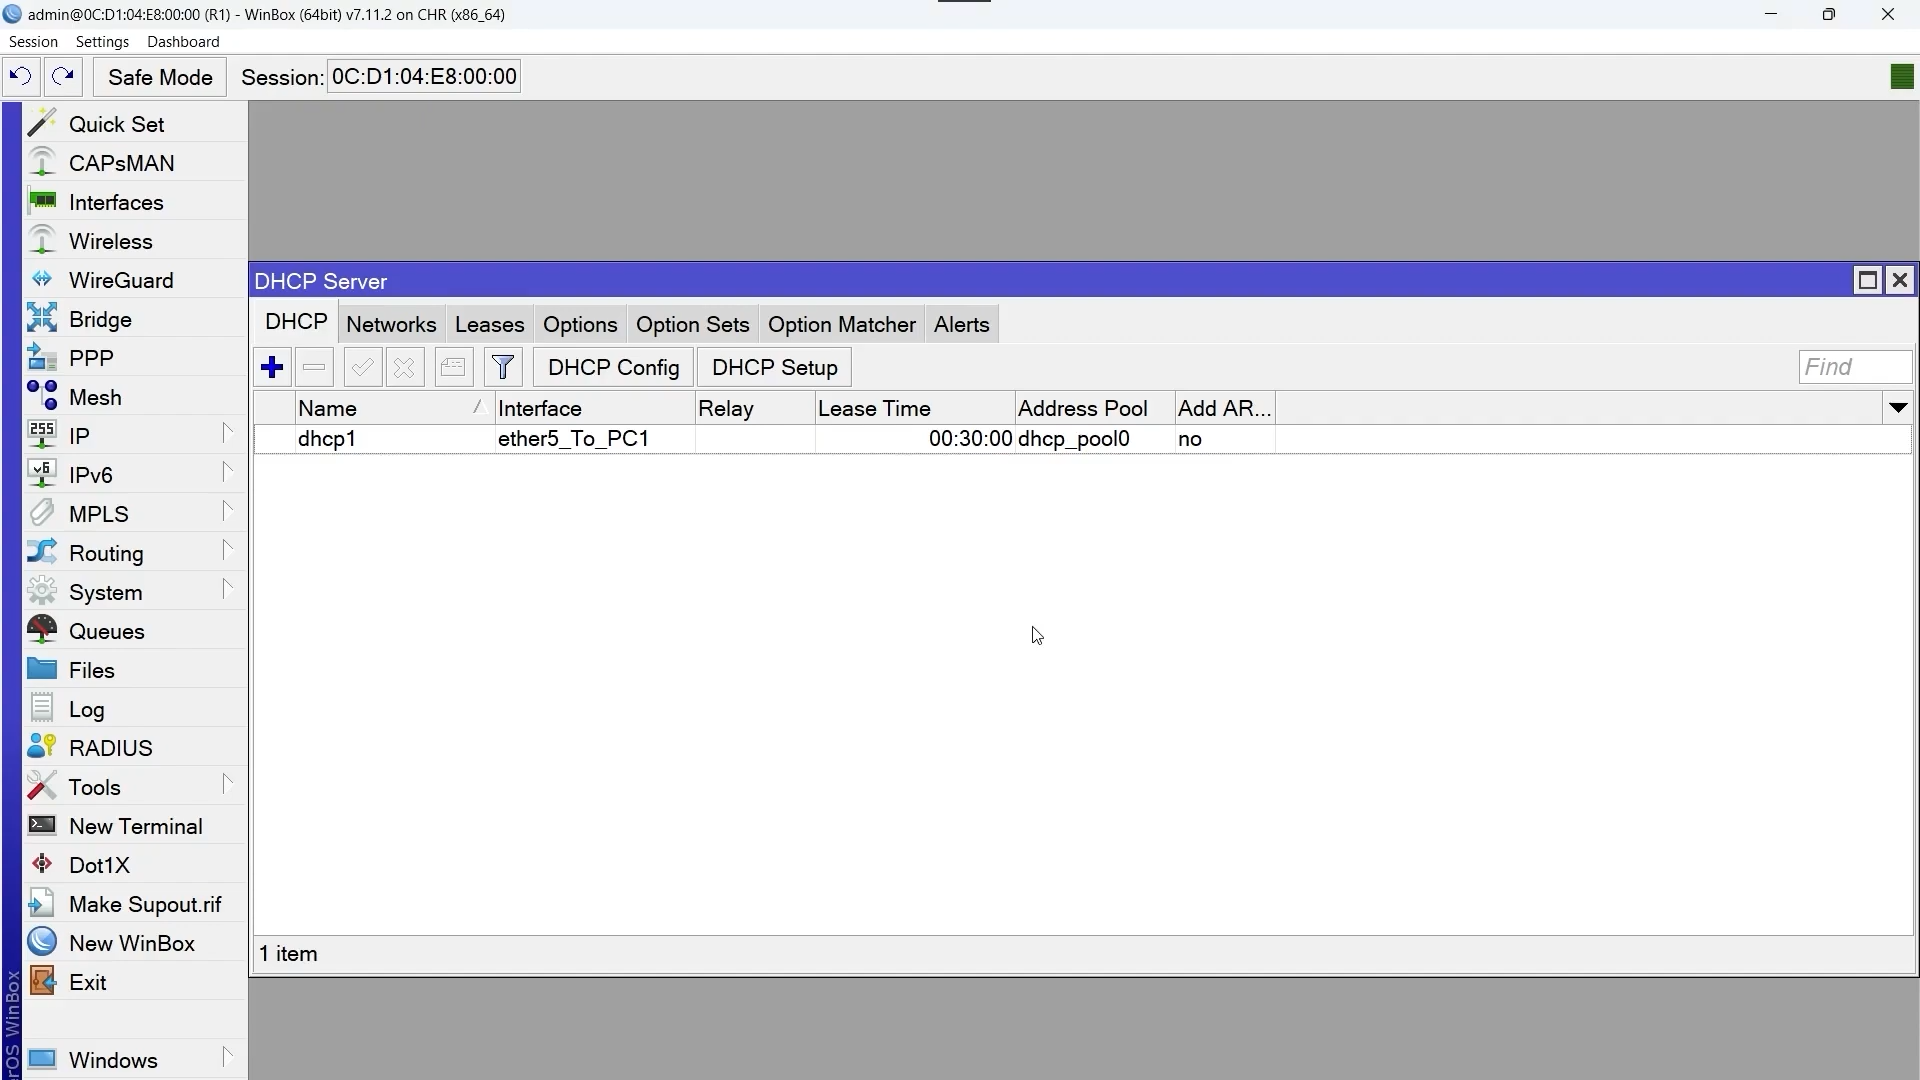 admin@0C:D1:04:E8:00:00 (R1) - WinBox (64bit) v7.11.2 on CHR (x86_64)
Session Settings Dashboard
Safe Mode Session: 0C:D1:04:E8:00:00
Quick Set
CAPsMAN
Interfaces
Wireless
WireGuard
Bridge
PPP
Mesh
255 IP
v6 IPv6
MPLS
Routing
System
Queues
Files
Log
RADIUS
Tools
New Terminal
Dot1X
Make Supout.rif
New WinBox
Exit
Windows
rOS WinBox
DHCP Server
DHCP Networks Leases Options Option Sets Option Matcher Alerts
DHCP Config DHCP Setup Find
Name Interface Relay Lease Time Address Pool Add AR...
dhcp1 ether5_To_PC1 00:30:00 dhcp_pool0 no
1 item